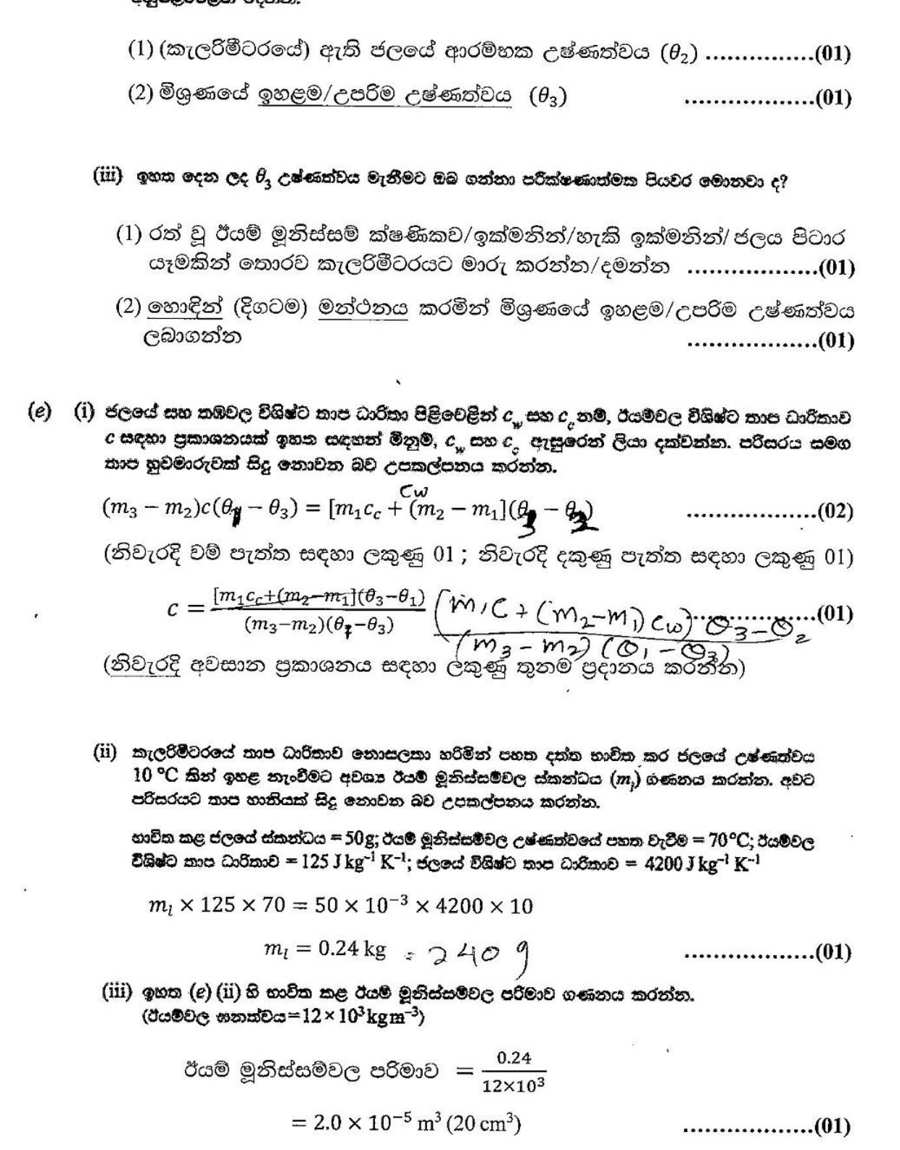 (1) (කැලරිමීටරයේ) ඇති ජලයේ ආරම්භක උෂ්ණත්වය (θ₂) ................(01)
(2) මිශ්‍රණයේ ඉහළම/උපරිම උෂ්ණත්වය (θ₃) ...................(01)
(iii) ඉහත දෙන ලද θ₃ උෂ්ණත්වය මැනීමට ඔබ ගන්නා පරීක්ෂණාත්මක පියවර මොනවා ද?
(1) රත් වූ ඊයම් මූනිස්සම් ක්ෂණිකව/ඉක්මනින්/හැකි ඉක්මනින්/ජලය පිටාර
යෑමකින් තොරව කැලරිමීටරයට මාරු කරන්න/දමන්න ...................(01)
(2) හොඳින් (දිගටම) මන්ථනය කරමින් මිශ්‍රණයේ ඉහළම/උපරිම උෂ්ණත්වය
ලබාගන්න ...................(01)
(e) (i) ජලයේ සහ තඹවල විශිෂ්ට තාප ධාරිතා පිළිවෙළින් c_w සහ c_c නම්, ඊයම්වල විශිෂ්ට තාප ධාරිතාව
c සඳහා ප්‍රකාශනයක් ඉහත සඳහන් මිනුම්, c_w සහ c_c ඇසුරෙන් ලියා දක්වන්න. පරිසරය සමග
තාප හුවමාරුවක් සිදු නොවන බව උපකල්පනය කරන්න.
C_w
(m₃ − m₂)c(θ₁ − θ₃) = [m₁c_c + (m₂ − m₁](θ₃ − θ₂) ...................(02)
(නිවැරදි වම් පැත්ත සඳහා ලකුණු 01 ; නිවැරදි දකුණු පැත්ත සඳහා ලකුණු 01)
c = [m₁c_c+(m₂−m₁](θ₃−θ₁) / (m₃−m₂)(θ₁−θ₃) (m₁C + (m₂−m₁) C_w) θ₃−θ₂ / (m₃ − m₂) (θ₁ − θ₃) ...................(01)
(නිවැරදි අවසාන ප්‍රකාශනය සඳහා ලකුණු තුනම ප්‍රදානය කරන්න)
(ii) කැලරිමීටරයේ තාප ධාරිතාව නොසලකා හරිමින් පහත දත්ත භාවිත කර ජලයේ උෂ්ණත්වය
10 °C කින් ඉහළ නැංවීමට අවශ්‍ය ඊයම් මූනිස්සම්වල ස්කන්ධය (m_l) ගණනය කරන්න. අවට
පරිසරයට තාප හානියක් සිදු නොවන බව උපකල්පනය කරන්න.
භාවිත කළ ජලයේ ස්කන්ධය = 50g; ඊයම් මූනිස්සම්වල උෂ්ණත්වයේ පහත වැටීම = 70°C; ඊයම්වල
විශිෂ්ට තාප ධාරිතාව = 125 J kg⁻¹ K⁻¹; ජලයේ විශිෂ්ට තාප ධාරිතාව = 4200 J kg⁻¹ K⁻¹
m_l × 125 × 70 = 50 × 10⁻³ × 4200 × 10
m_l = 0.24 kg = 240 g ...................(01)
(iii) ඉහත (e) (ii) හි භාවිත කළ ඊයම් මූනිස්සම්වල පරිමාව ගණනය කරන්න.
(ඊයම්වල ඝනත්වය=12 × 10³ kg m⁻³)
ඊයම් මූනිස්සම්වල පරිමාව = 0.24 / 12×10³
= 2.0 × 10⁻⁵ m³ (20 cm³) ...................(01)